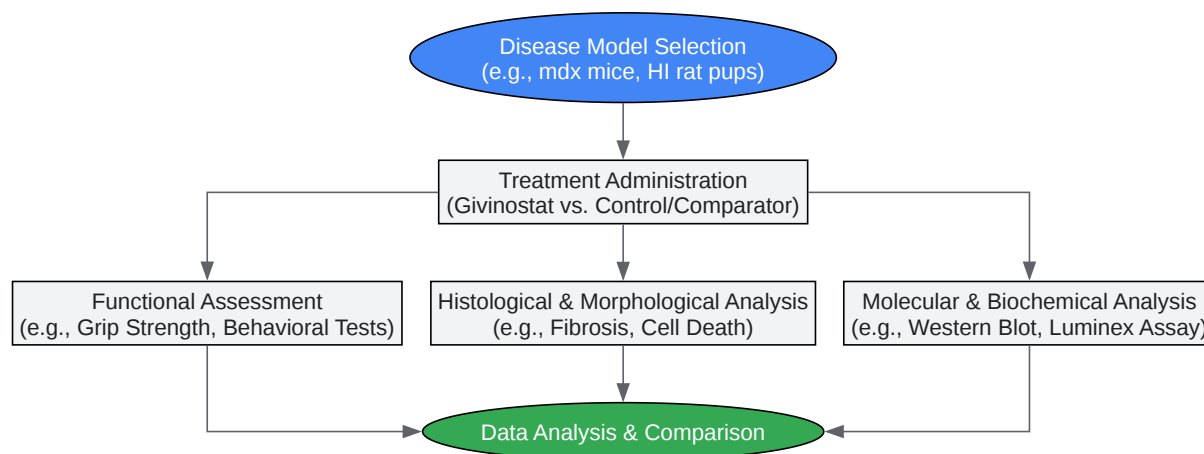 Disease Model Selection
(e.g., mdx mice, HI rat pups)
Treatment Administration
(Givinostat vs. Control/Comparator)
Functional Assessment
(e.g., Grip Strength, Behavioral Tests)
Histological & Morphological Analysis
(e.g., Fibrosis, Cell Death)
Molecular & Biochemical Analysis
(e.g., Western Blot, Luminex Assay)
Data Analysis & Comparison